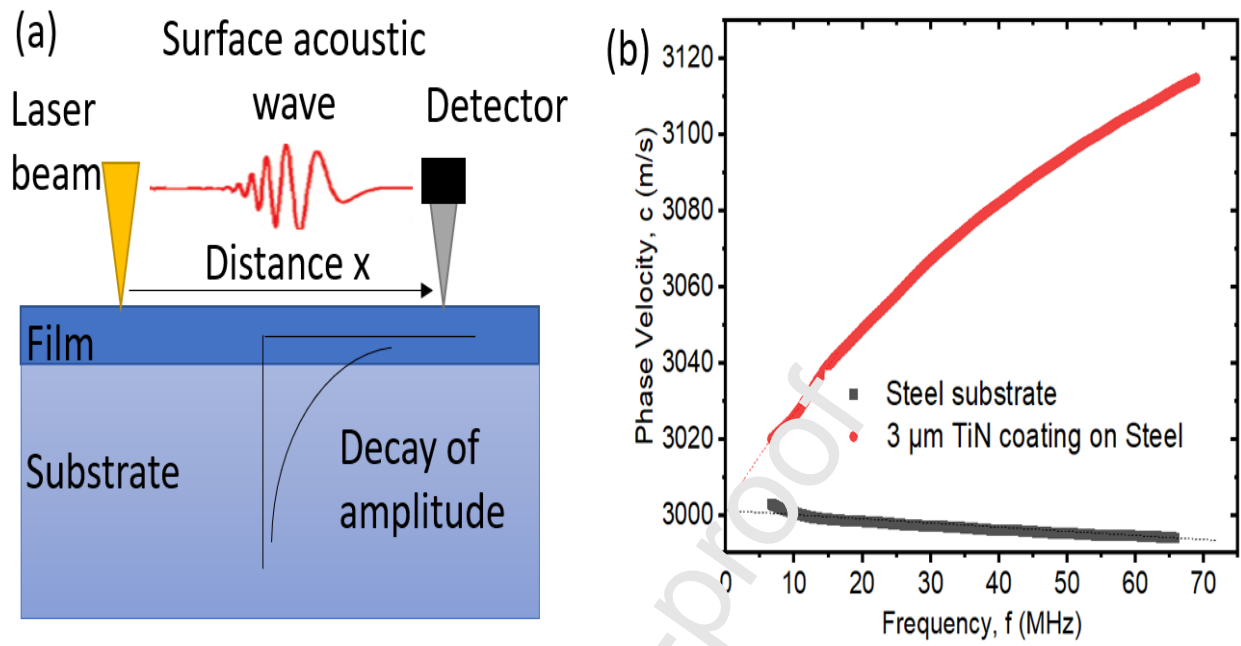 (a)
Surface acoustic
wave
Laser
beam
Detector
Distance x
Film
Substrate
Decay of
amplitude
(b)
Phase Velocity, c (m/s)
3120
3100
3080
3060
3040
3020
3000
Steel substrate
3 μm TiN coating on Steel
0 10 20 30 40 50 60 70
Frequency, f (MHz)